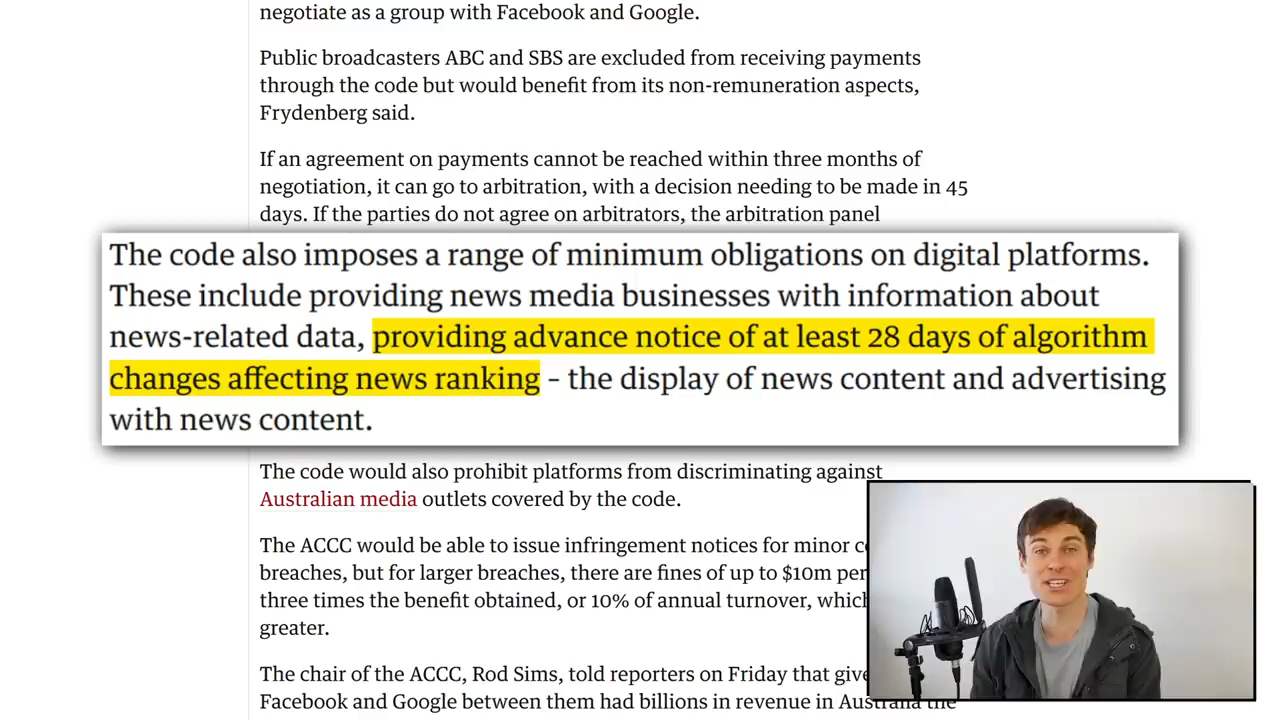 negotiate as a group with Facebook and Google.
Public broadcasters ABC and SBS are excluded from receiving payments
through the code but would benefit from its non-remuneration aspects,
Frydenberg said.
If an agreement on payments cannot be reached within three months of
negotiation, it can go to arbitration, with a decision needing to be made in 45
days. If the parties do not agree on arbitrators, the arbitration panel
The code also imposes a range of minimum obligations on digital platforms.
These include providing news media businesses with information about
news-related data, providing advance notice of at least 28 days of algorithm
changes affecting news ranking – the display of news content and advertising
with news content.
The code would also prohibit platforms from discriminating against
Australian media outlets covered by the code.
The ACCC would be able to issue infringement notices for minor
breaches, but for larger breaches, there are fines of up to $10m per
three times the benefit obtained, or 10% of annual turnover,
greater.
The chair of the ACCC, Rod Sims, told reporters on Friday that
Facebook and Google between them had billions in revenue in Australia the